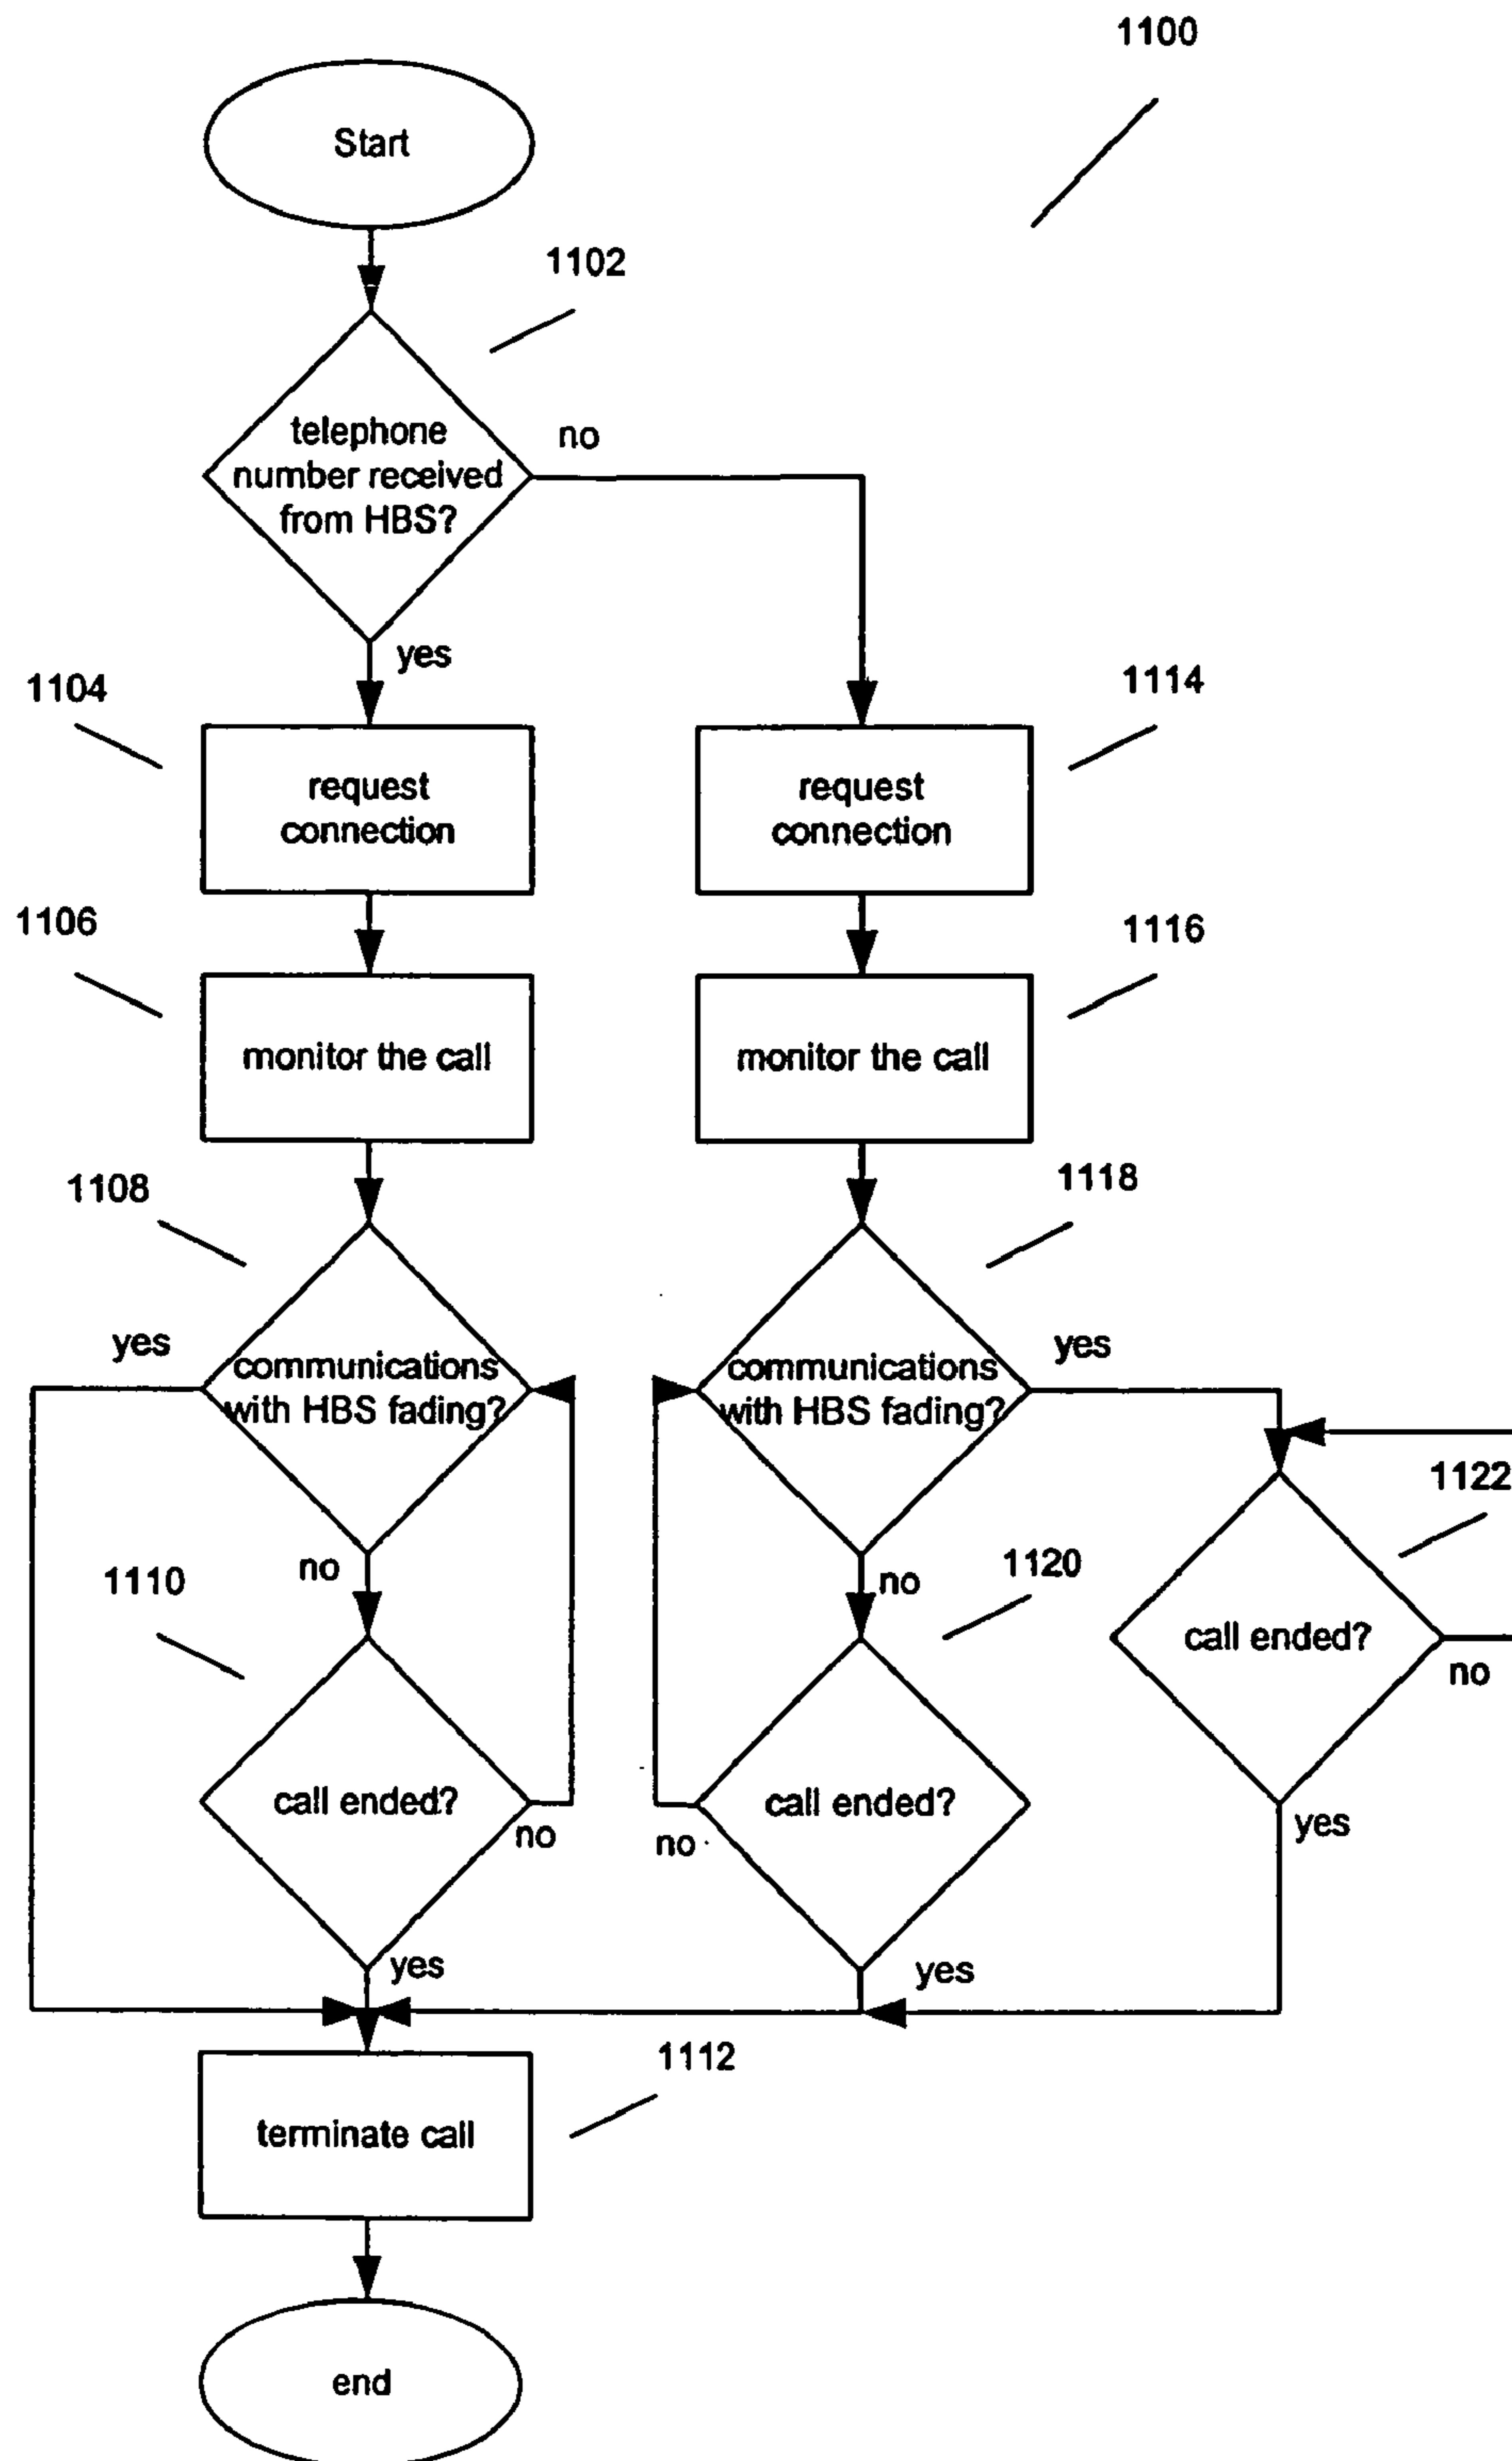 1100
Start
1102
telephone
number received
from HBS?
no
yes
1104
request
connection
1114
request
connection
1106
monitor the call
1116
monitor the call
1108
communications
with HBS fading?
yes
no
1118
communications
with HBS fading?
yes
no
1110
call ended?
no
yes
1120
call ended?
no
yes
1122
call ended?
no
yes
1112
terminate call
end